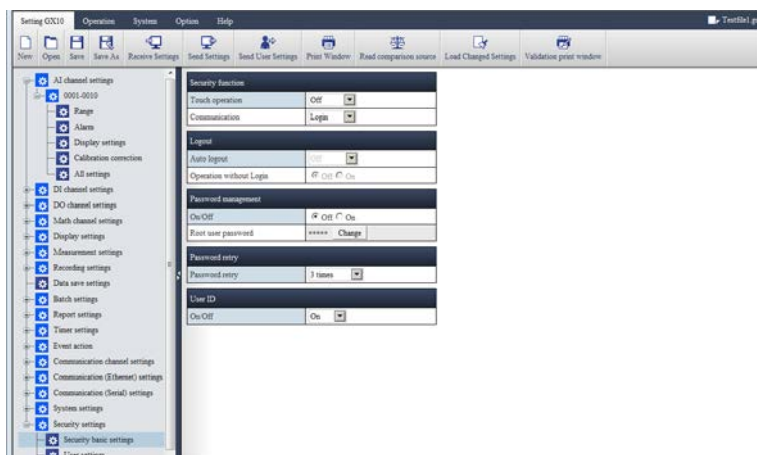 Setting GX10 Operation System Option Help Testfile1.g
New Open Save Save As Receive Settings Send Settings Send User Settings Print Window Read comparison source Load Changed Settings Validation print window
AI channel settings
0001-0010
Range
Alarm
Display settings
Calibration correction
All settings
DI channel settings
DO channel settings
Math channel settings
Display settings
Measurement settings
Recording settings
Data save settings
Batch settings
Report settings
Timer settings
Event action
Communication channel settings
Communication (Ethernet) settings
Communication (Serial) settings
System settings
Security settings
Security basic settings
User settings
Security function
Touch operation Off
Communication Login
Logout
Auto logout Off
Operation without Login Off On
Password management
On/Off Off On
Root user password ***** Change
Password retry
Password retry 3 times
User ID
On/Off On